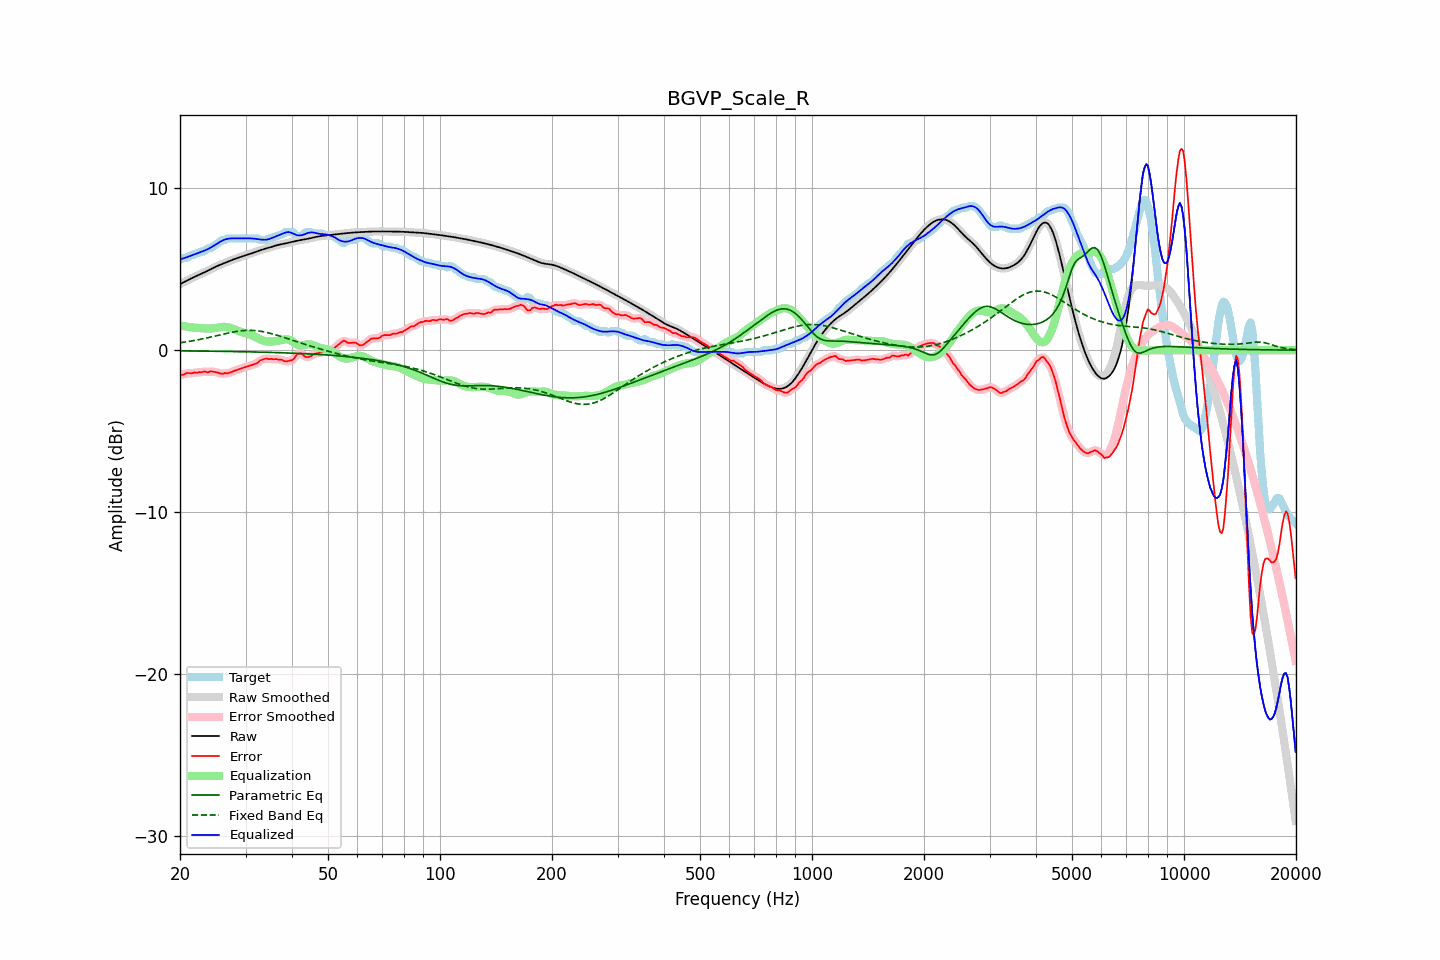 BGVP_Scale_R
Amplitude (dBr)
10
0
−10
−20
−30
Target
Raw Smoothed
Error Smoothed
Raw
Error
Equalization
Parametric Eq
Fixed Band Eq
Equalized
20 50 100 200 500 1000 2000 5000 10000 20000
Frequency (Hz)